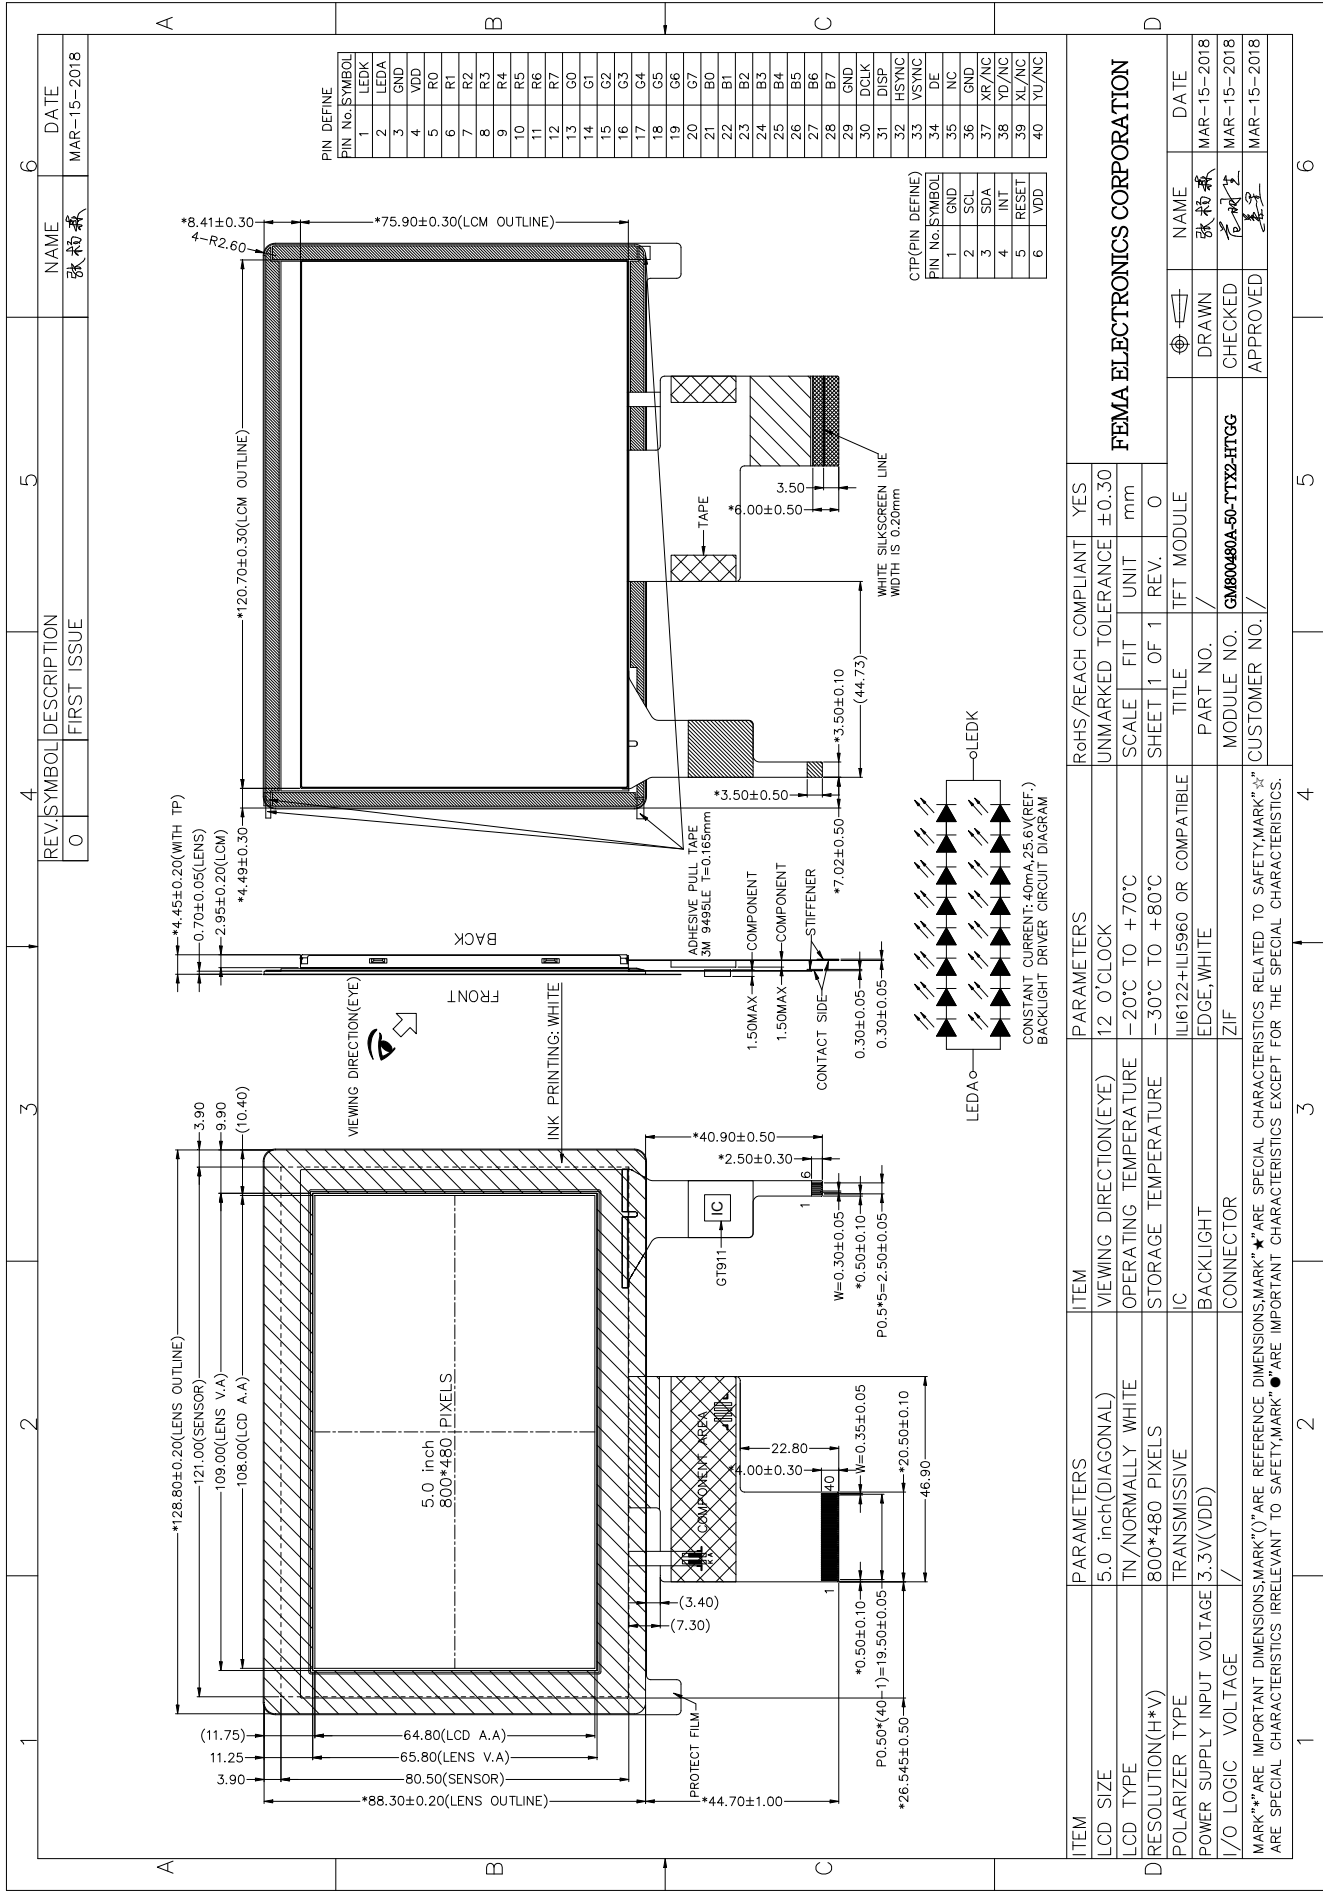 REV. SYMBOL DESCRIPTION NAME DATE
0 FIRST ISSUE MAR-15-2018
1 2 3 4 5 6
A
B
C
D
*128.80±0.20(LENS OUTLINE)
121.00(SENSOR)
109.00(LENS V.A)
108.00(LCD A.A)
3.90
9.90
(10.40)
(11.75)
11.25
3.90
64.80(LCD A.A)
65.80(LENS V.A)
80.50(SENSOR)
*88.30±0.20(LENS OUTLINE)
*44.70±1.00
5.0 inch
800*480 PIXELS
PROTECT FILM
(3.40)
(7.30)
COMPONENT AREA
22.80
*4.00±0.30
1
40
*0.50±0.10
W=0.35±0.05
P0.50*(40-1)=19.50±0.05
*20.50±0.10
*26.545±0.50
46.90
IC
GT911
*40.90±0.50
*2.50±0.30
1
6
W=0.30±0.05
*0.50±0.10
P0.5*5=2.50±0.05
VIEWING DIRECTION(EYE)
INK PRINTING: WHITE
FRONT
BACK
*4.45±0.20(WITH TP)
0.70±0.05(LENS)
2.95±0.20(LCM)
1.50MAX
COMPONENT
1.50MAX
COMPONENT
CONTACT SIDE
STIFFENER
0.30±0.05
0.30±0.05
ADHESIVE PULL TAPE
3M 9495LE T=0.165mm
*4.49±0.30
*120.70±0.30(LCM OUTLINE)
*8.41±0.30
4-R2.60
*75.90±0.30(LCM OUTLINE)
TAPE
3.50
*6.00±0.50
WHITE SILKSCREEN LINE
WIDTH IS 0.20mm
(44.73)
*3.50±0.10
*3.50±0.50
*7.02±0.50
LEDA
LEDK
CONSTANT CURRENT: 40mA,25.6V(REF.)
BACKLIGHT DRIVER CIRCUIT DIAGRAM
PIN DEFINE
PIN No. SYMBOL
1 LEDK
2 LEDA
3 GND
4 VDD
5 R0
6 R1
7 R2
8 R3
9 R4
10 R5
11 R6
12 R7
13 G0
14 G1
15 G2
16 G3
17 G4
18 G5
19 G6
20 G7
21 B0
22 B1
23 B2
24 B3
25 B4
26 B5
27 B6
28 B7
29 GND
30 DCLK
31 DISP
32 HSYNC
33 VSYNC
34 DE
35 NC
36 GND
37 XR/NC
38 YD/NC
39 XL/NC
40 YU/NC
CTP(PIN DEFINE)
PIN No. SYMBOL
1 GND
2 SCL
3 SDA
4 INT
5 RESET
6 VDD
ITEM PARAMETERS ITEM PARAMETERS
LCD SIZE 5.0 inch(DIAGONAL) VIEWING DIRECTION(EYE) 12 O'CLOCK
LCD TYPE TN/NORMALLY WHITE OPERATING TEMPERATURE -20°C TO +70°C
RESOLUTION(H*V) 800*480 PIXELS STORAGE TEMPERATURE -30°C TO +80°C
POLARIZER TYPE TRANSMISSIVE IC ILI6122+ILI5960 OR COMPATIBLE
POWER SUPPLY INPUT VOLTAGE 3.3V(VDD) BACKLIGHT EDGE,WHITE
I/O LOGIC VOLTAGE / CONNECTOR ZIF
MARK"*"ARE IMPORTANT DIMENSIONS,MARK"()"ARE REFERENCE DIMENSIONS,MARK"★"ARE SPECIAL CHARACTERISTICS RELATED TO SAFETY,MARK"☆"
ARE SPECIAL CHARACTERISTICS IRRELEVANT TO SAFETY,MARK"●"ARE IMPORTANT CHARACTERISTICS EXCEPT FOR THE SPECIAL CHARACTERISTICS.
RoHS/REACH COMPLIANT YES
UNMARKED TOLERANCE ±0.30
SCALE FIT UNIT mm
SHEET 1 OF 1 REV. 0
FEMA ELECTRONICS CORPORATION
TITLE TFT MODULE NAME DATE
PART NO. / DRAWN MAR-15-2018
MODULE NO. GM800480A-50-TTX2-HTGG CHECKED MAR-15-2018
CUSTOMER NO. / APPROVED MAR-15-2018
1 2 3 4 5 6